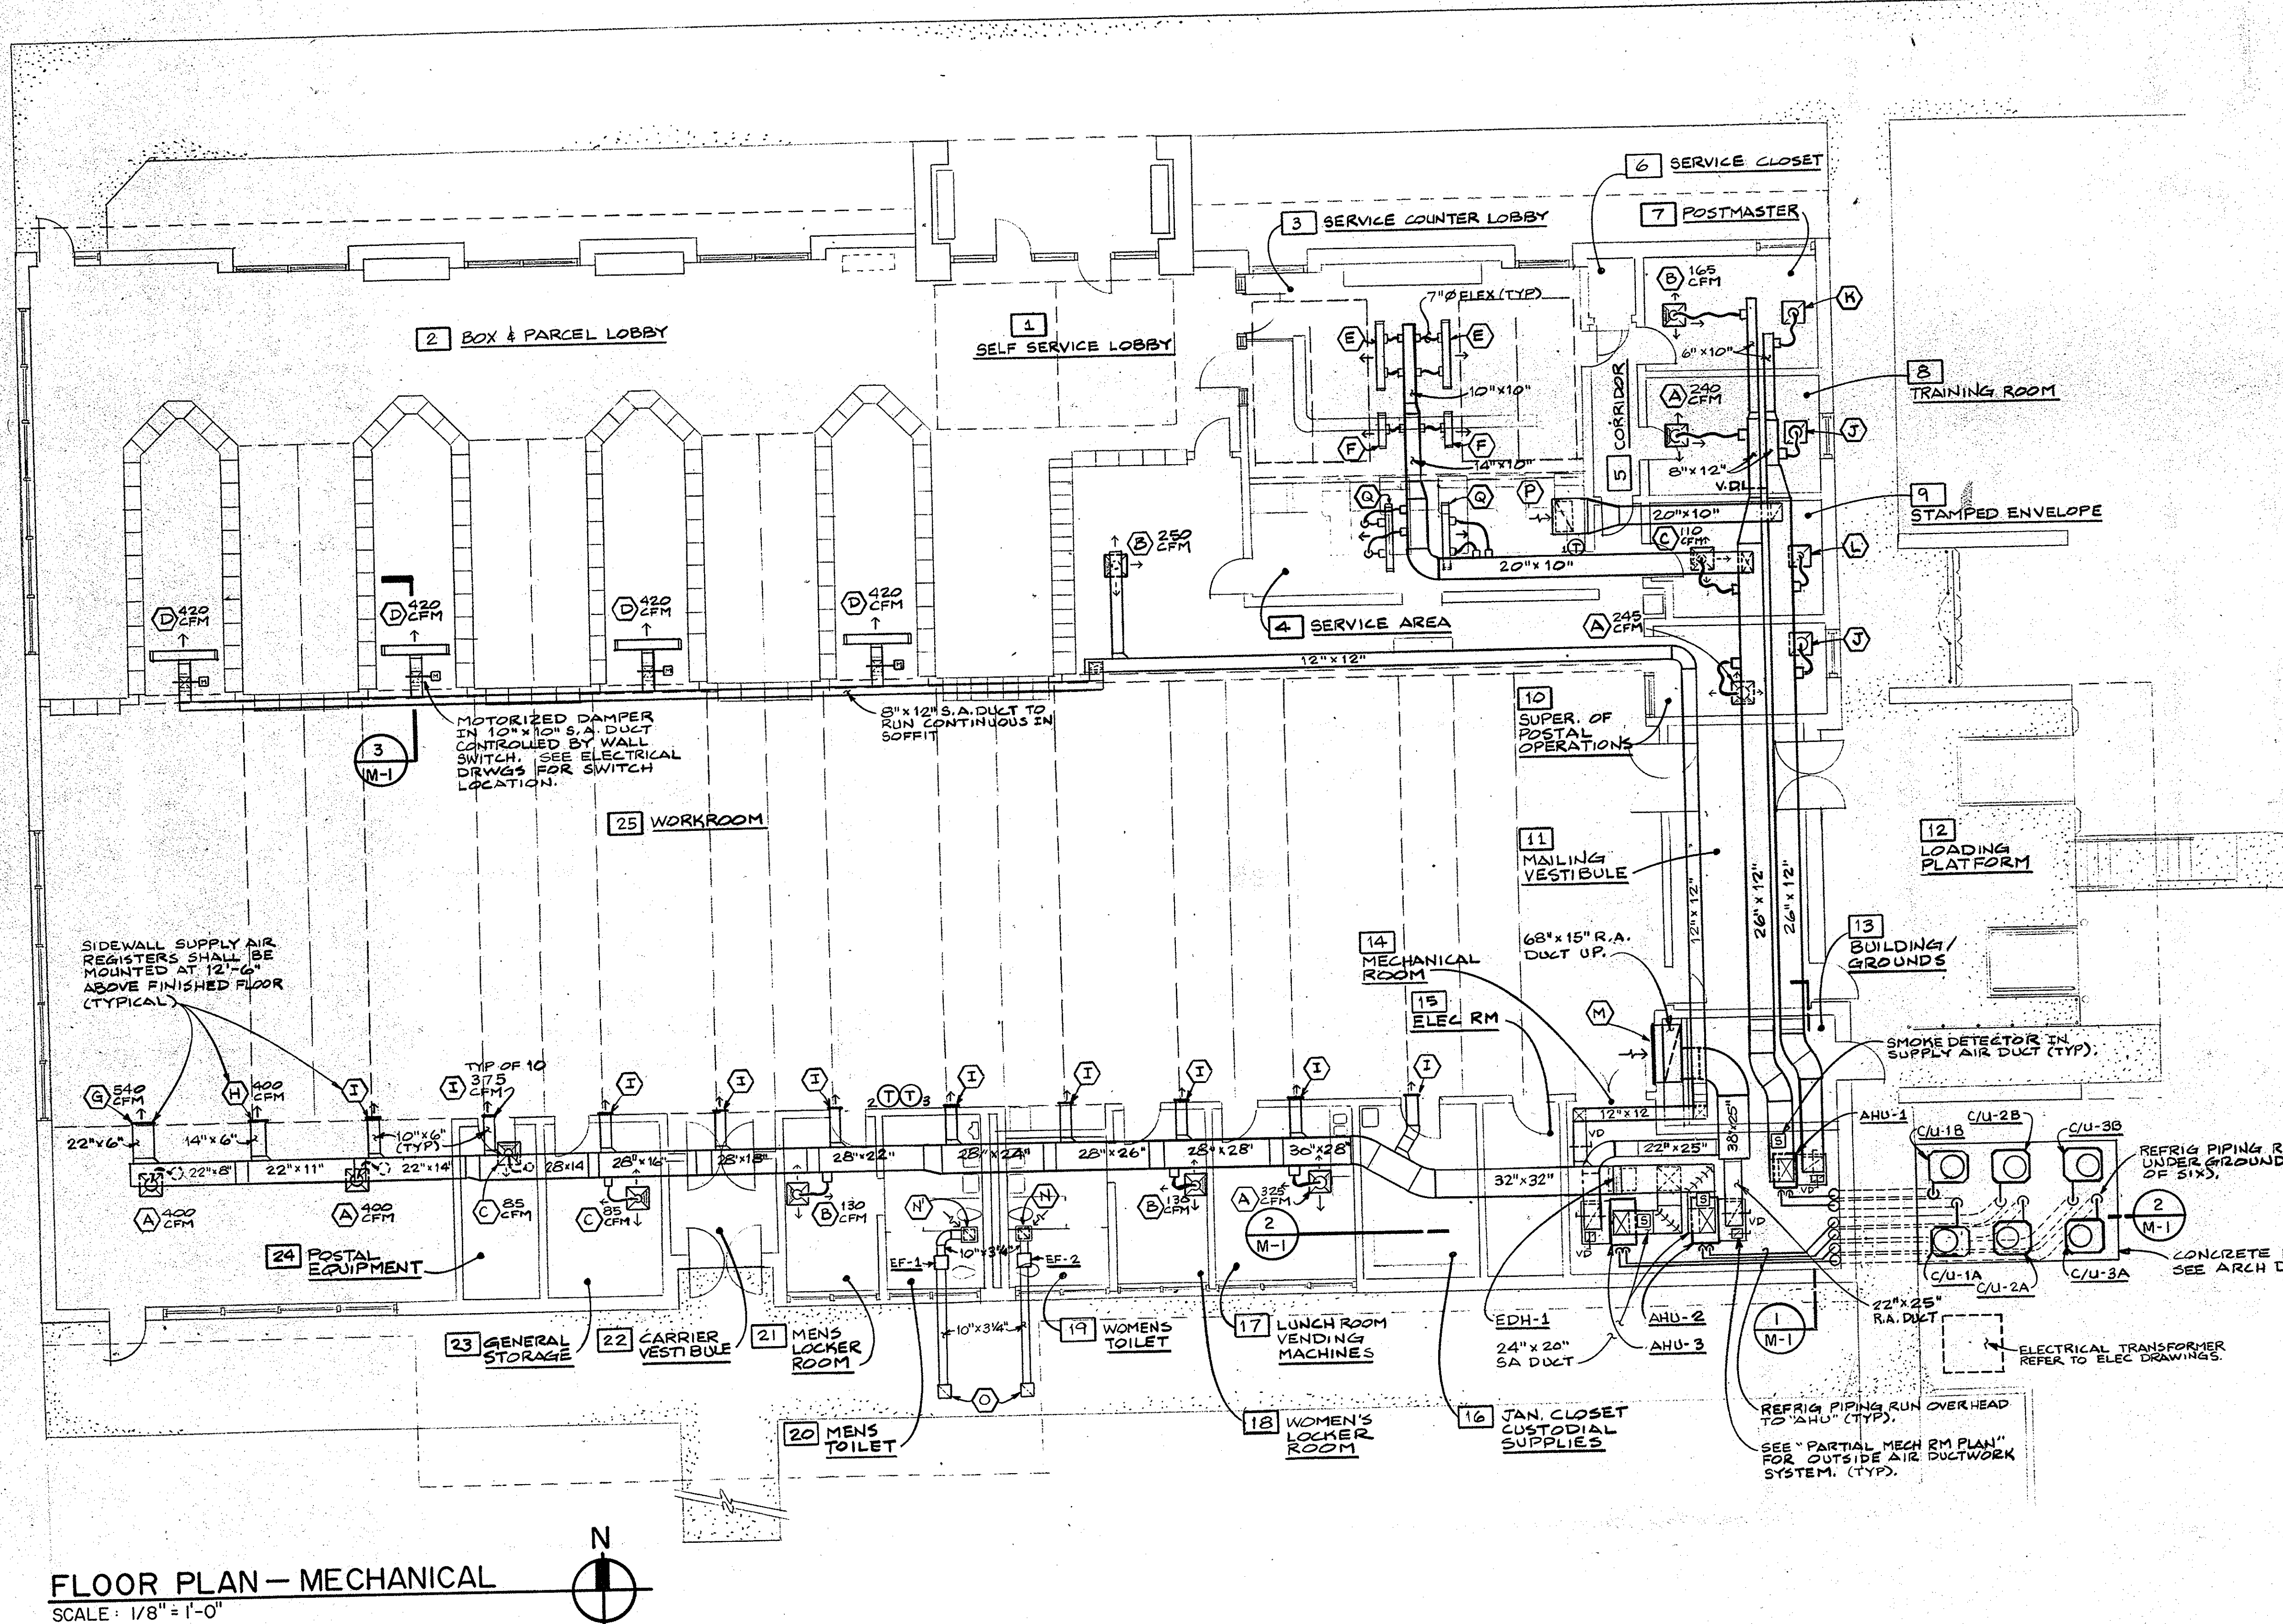 6 SERVICE CLOSET
7 POSTMASTER
3 SERVICE COUNTER LOBBY
B 165
CFM
K
7"Ø FLEX (TYP)
2 BOX & PARCEL LOBBY
1
SELF SERVICE LOBBY
E
E
6"x10"
10"x10"
8
TRAINING ROOM
A 240
CFM
5 CORRIDOR
J
F
F
14"x10"
8"x12"
V.D.
9
STAMPED ENVELOPE
Q
Q
P
20"x10"
C 110
CFM
L
T
1
20"x10"
B 250
CFM
D 420
CFM
D 420
CFM
D 420
CFM
D 420
CFM
4 SERVICE AREA
A 245
CFM
J
12"x12"
M
M
M
M
MOTORIZED DAMPER
IN 10"x10" S.A. DUCT
CONTROLLED BY WALL
SWITCH. SEE ELECTRICAL
DRWGS FOR SWITCH
LOCATION.
3
M-1
8"x12" S.A. DUCT TO
RUN CONTINUOUS IN
SOFFIT
10
SUPER. OF
POSTAL
OPERATIONS
25 WORKROOM
11
MAILING
VESTIBULE
12
LOADING
PLATFORM
12"x12"
26"x12"
26"x12"
13
BUILDING/
GROUNDS
14
MECHANICAL
ROOM
68"x15" R.A.
DUCT UP.
15
ELEC RM
M
SMOKE DETECTOR IN
SUPPLY AIR DUCT (TYP).
SIDEWALL SUPPLY AIR
REGISTERS SHALL BE
MOUNTED AT 12'-6"
ABOVE FINISHED FLOOR
(TYPICAL)
G 540
CFM
H 400
CFM
I
TYP OF 10
I 375
CFM
I
I
I
2 T T 3
I
I
I
I
I
22"x6"
14"x6"
10"x6"
(TYP)
12"x12
VD
38"x25"
22"x25"
S
AHU-1
C/U-1B
C/U-2B
C/U-3B
22"x8"
22"x11"
22"x14"
28x14
28"x16"
28"x18"
28"x22"
28"x24"
28"x26"
28"x28"
30"x28"
32"x32"
REFRIG PIPING R
UNDERGROUND
OF SIX).
A 400
CFM
A 400
CFM
C 85
CFM
C 85
CFM
B 130
CFM
N
N
B 130
CFM
A 325
CFM
2
M-1
S
S
VD
VD
VD
2
M-1
24 POSTAL
EQUIPMENT
EF-1
10"x3¼"
EF-2
CONCRETE
SEE ARCH D
C/U-1A
C/U-2A
C/U-3A
23 GENERAL
STORAGE
22 CARRIER
VESTIBULE
21 MENS
LOCKER
ROOM
10"x3¼"
19 WOMENS
TOILET
17 LUNCH ROOM
VENDING
MACHINES
EDH-1
24"x20"
SA DUCT
AHU-2
AHU-3
1
M-1
22"x25"
R.A. DUCT
ELECTRICAL TRANSFORMER
REFER TO ELEC DRAWINGS.
O
20 MENS
TOILET
18 WOMEN'S
LOCKER
ROOM
16 JAN. CLOSET
CUSTODIAL
SUPPLIES
REFRIG PIPING RUN OVERHEAD
TO "AHU" (TYP).
SEE "PARTIAL MECH RM PLAN"
FOR OUTSIDE AIR DUCTWORK
SYSTEM. (TYP).
N
FLOOR PLAN — MECHANICAL
SCALE: 1/8" = 1'-0"